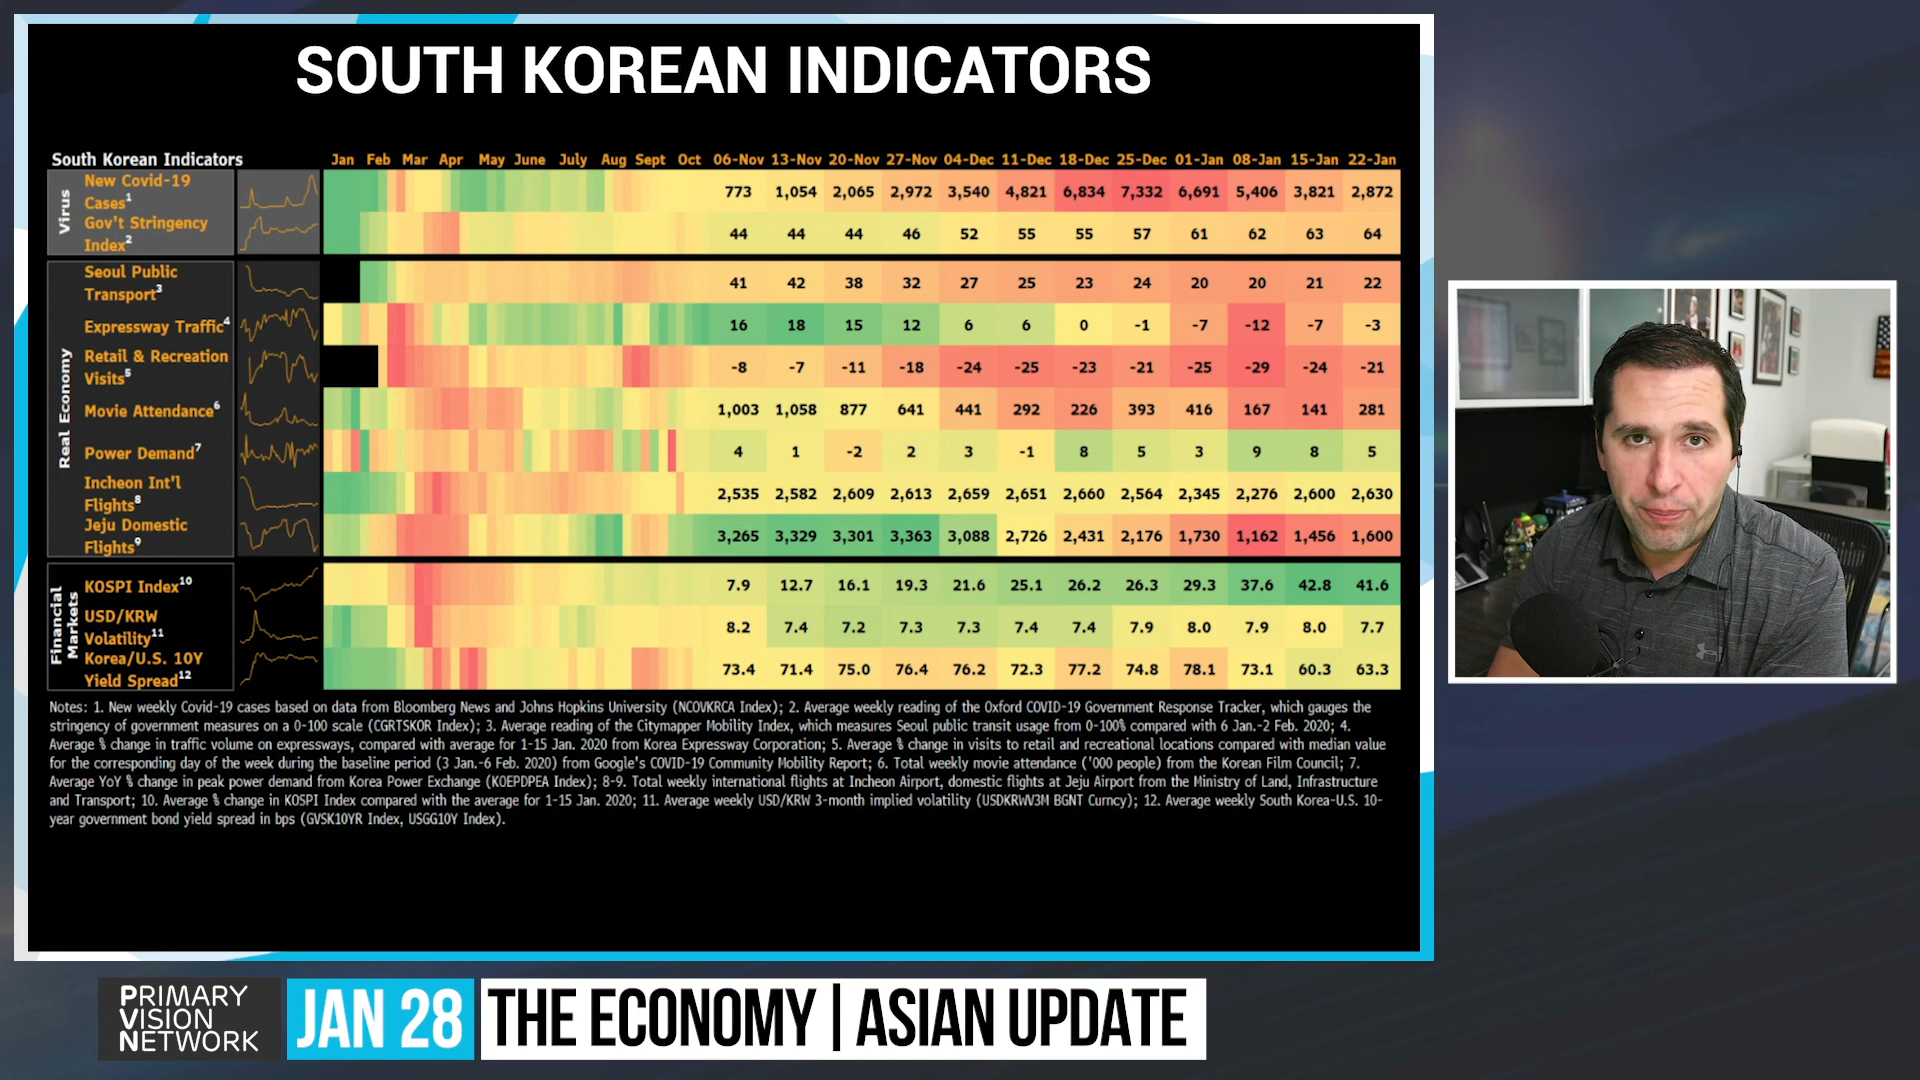 SOUTH KOREAN INDICATORS
South Korean Indicators Jan Feb Mar Apr May June July Aug Sept Oct 06-Nov 13-Nov 20-Nov 27-Nov 04-Dec 11-Dec 18-Dec 25-Dec 01-Jan 08-Jan 15-Jan 22-Jan
Virus
New Covid-19
Cases¹ 773 1,054 2,065 2,972 3,540 4,821 6,834 7,332 6,691 5,406 3,821 2,872
Gov't Stringency
Index² 44 44 44 46 52 55 55 57 61 62 63 64
Real Economy
Seoul Public
Transport³ 41 42 38 32 27 25 23 24 20 20 21 22
Expressway Traffic⁴ 16 18 15 12 6 6 0 -1 -7 -12 -7 -3
Retail & Recreation
Visits⁵ -8 -7 -11 -18 -24 -25 -23 -21 -25 -29 -24 -21
Movie Attendance⁶ 1,003 1,058 877 641 441 292 226 393 416 167 141 281
Power Demand⁷ 4 1 -2 2 3 -1 8 5 3 9 8 5
Incheon Int'l
Flights⁸ 2,535 2,582 2,609 2,613 2,659 2,651 2,660 2,564 2,345 2,276 2,600 2,630
Jeju Domestic
Flights⁹ 3,265 3,329 3,301 3,363 3,088 2,726 2,431 2,176 1,730 1,162 1,456 1,600
Financial
Markets
KOSPI Index¹⁰ 7.9 12.7 16.1 19.3 21.6 25.1 26.2 26.3 29.3 37.6 42.8 41.6
USD/KRW
Volatility¹¹ 8.2 7.4 7.2 7.3 7.3 7.4 7.4 7.9 8.0 7.9 8.0 7.7
Korea/U.S. 10Y
Yield Spread¹² 73.4 71.4 75.0 76.4 76.2 72.3 77.2 74.8 78.1 73.1 60.3 63.3
Notes: 1. New weekly Covid-19 cases based on data from Bloomberg News and Johns Hopkins University (NCOVKRCA Index); 2. Average weekly reading of the Oxford COVID-19 Government Response Tracker, which gauges the
stringency of government measures on a 0-100 scale (CGRTSKOR Index); 3. Average reading of the Citymapper Mobility Index, which measures Seoul public transit usage from 0-100% compared with 6 Jan.-2 Feb. 2020; 4.
Average % change in traffic volume on expressways, compared with average for 1-15 Jan. 2020 from Korea Expressway Corporation; 5. Average % change in visits to retail and recreational locations compared with median value
for the corresponding day of the week during the baseline period (3 Jan.-6 Feb. 2020) from Google's COVID-19 Community Mobility Report; 6. Total weekly movie attendance ('000 people) from the Korean Film Council; 7.
Average YoY % change in peak power demand from Korea Power Exchange (KOEPDPEA Index); 8-9. Total weekly international flights at Incheon Airport, domestic flights at Jeju Airport from the Ministry of Land, Infrastructure
and Transport; 10. Average % change in KOSPI Index compared with the average for 1-15 Jan. 2020; 11. Average weekly USD/KRW 3-month implied volatility (USDKRWV3M BGNT Curncy); 12. Average weekly South Korea-U.S. 10-
year government bond yield spread in bps (GVSK10YR Index, USGG10Y Index).
PRIMARY
VISION
NETWORK
JAN 28
THE ECONOMY | ASIAN UPDATE